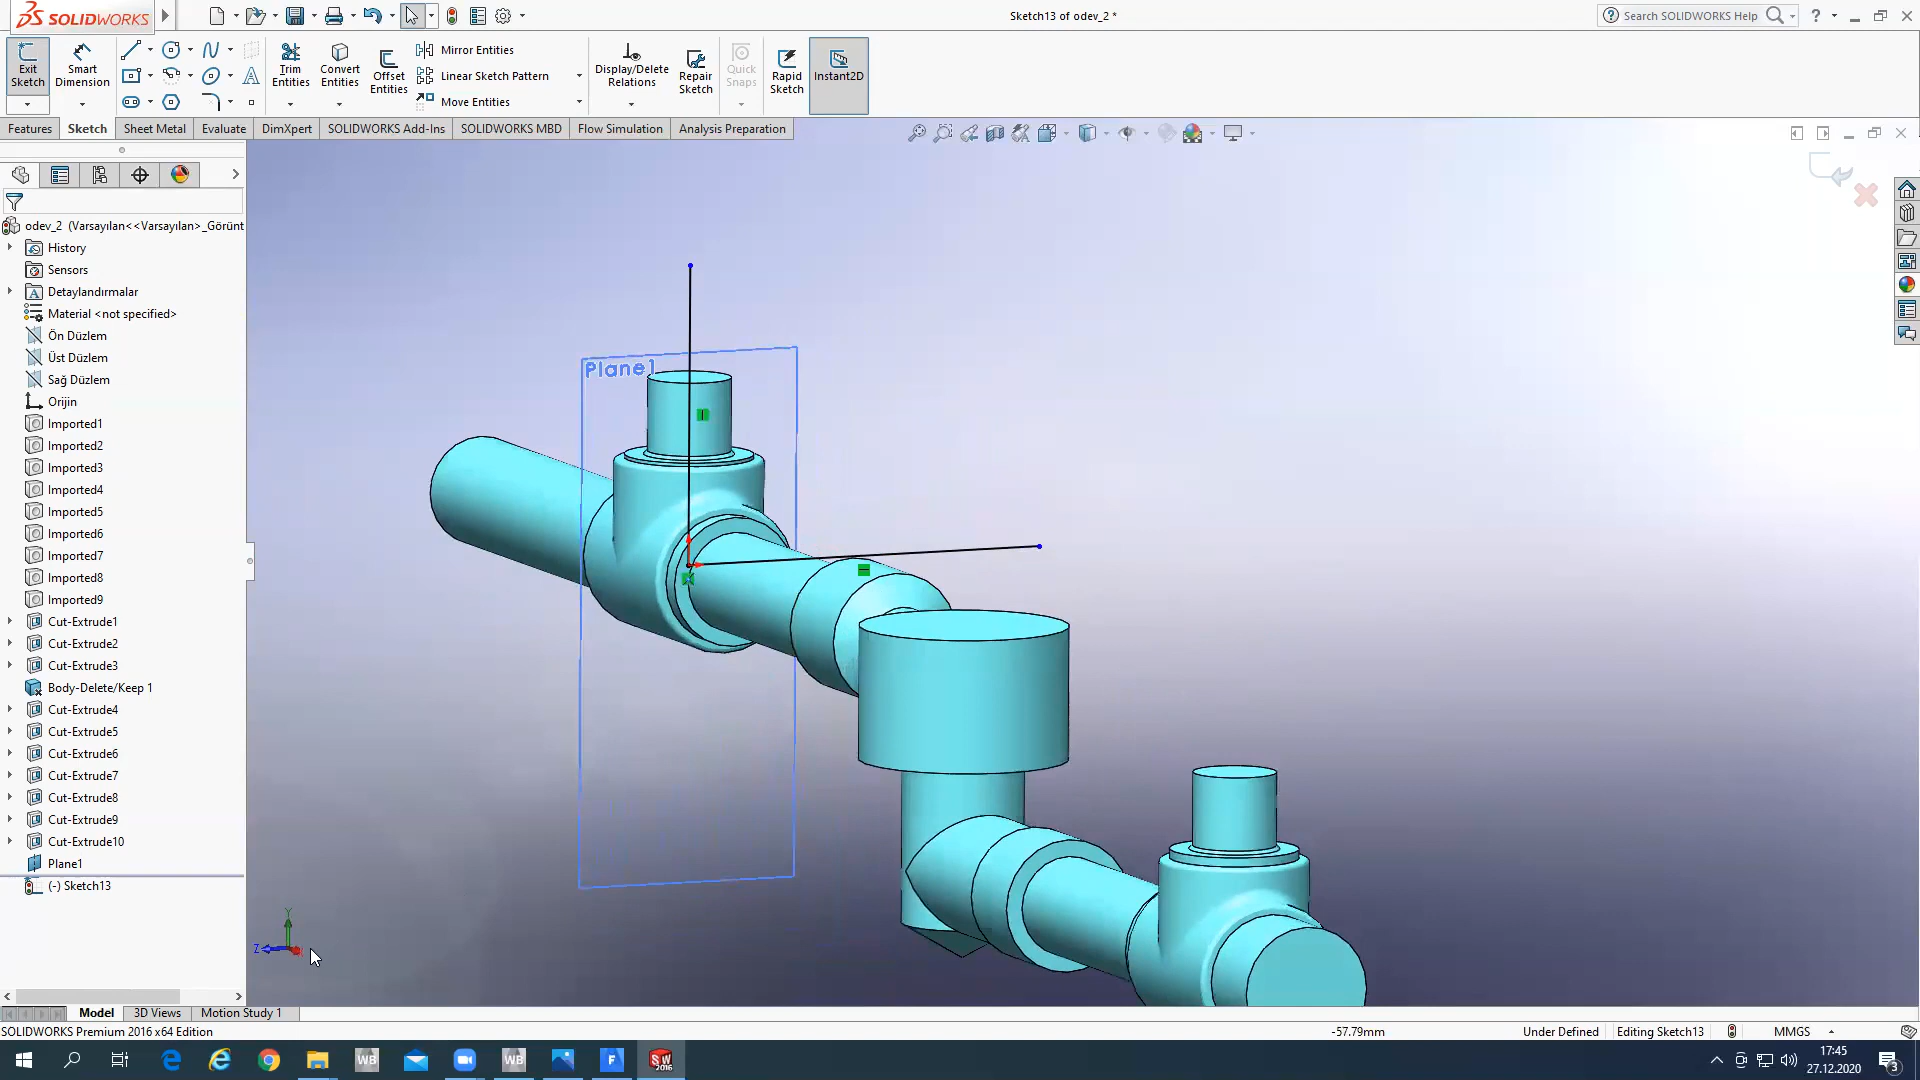 SOLIDWORKS
Sketch13 of odev_2 *
Search SOLIDWORKS Help
Exit Sketch
Smart Dimension
Trim Entities
Convert Entities
Offset Entities
Mirror Entities
Linear Sketch Pattern
Move Entities
Display/Delete Relations
Repair Sketch
Quick Snaps
Rapid Sketch
Instant2D
Features
Sketch
Sheet Metal
Evaluate
DimXpert
SOLIDWORKS Add-Ins
SOLIDWORKS MBD
Flow Simulation
Analysis Preparation
odev_2 (Varsayılan<<Varsayılan>_Görünt
History
Sensors
Detaylandırmalar
Material <not specified>
Ön Düzlem
Üst Düzlem
Sağ Düzlem
Orijin
Imported1
Imported2
Imported3
Imported4
Imported5
Imported6
Imported7
Imported8
Imported9
Cut-Extrude1
Cut-Extrude2
Cut-Extrude3
Body-Delete/Keep 1
Cut-Extrude4
Cut-Extrude5
Cut-Extrude6
Cut-Extrude7
Cut-Extrude8
Cut-Extrude9
Cut-Extrude10
Plane1
(-) Sketch13
Plane1
Y
Z
Model
3D Views
Motion Study 1
SOLIDWORKS Premium 2016 x64 Edition
-57.79mm
Under Defined
Editing Sketch13
MMGS
WB
WB
F
SW
2016
17:45
27.12.2020
3